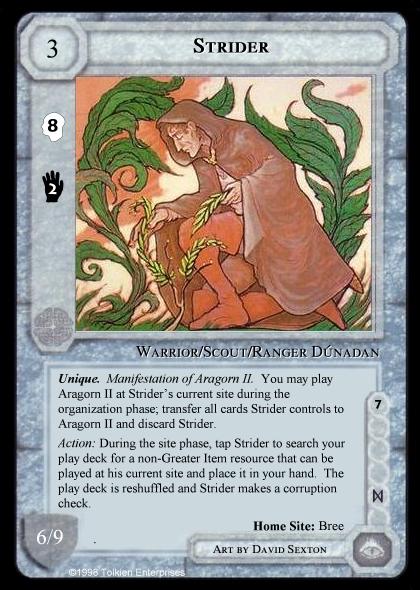 3
STRIDER
8
2
WARRIOR/SCOUT/RANGER DÚNADAN
Unique. Manifestation of Aragorn II. You may play
Aragorn II at Strider's current site during the
organization phase; transfer all cards Strider controls to
Aragorn II and discard Strider.
Action: During the site phase, tap Strider to search your
play deck for a non-Greater Item resource that can be
played at his current site and place it in your hand. The
play deck is reshuffled and Strider makes a corruption
check.
7
Home Site: Bree
6/9
ART BY DAVID SEXTON
©1998 Tolkien Enterprises